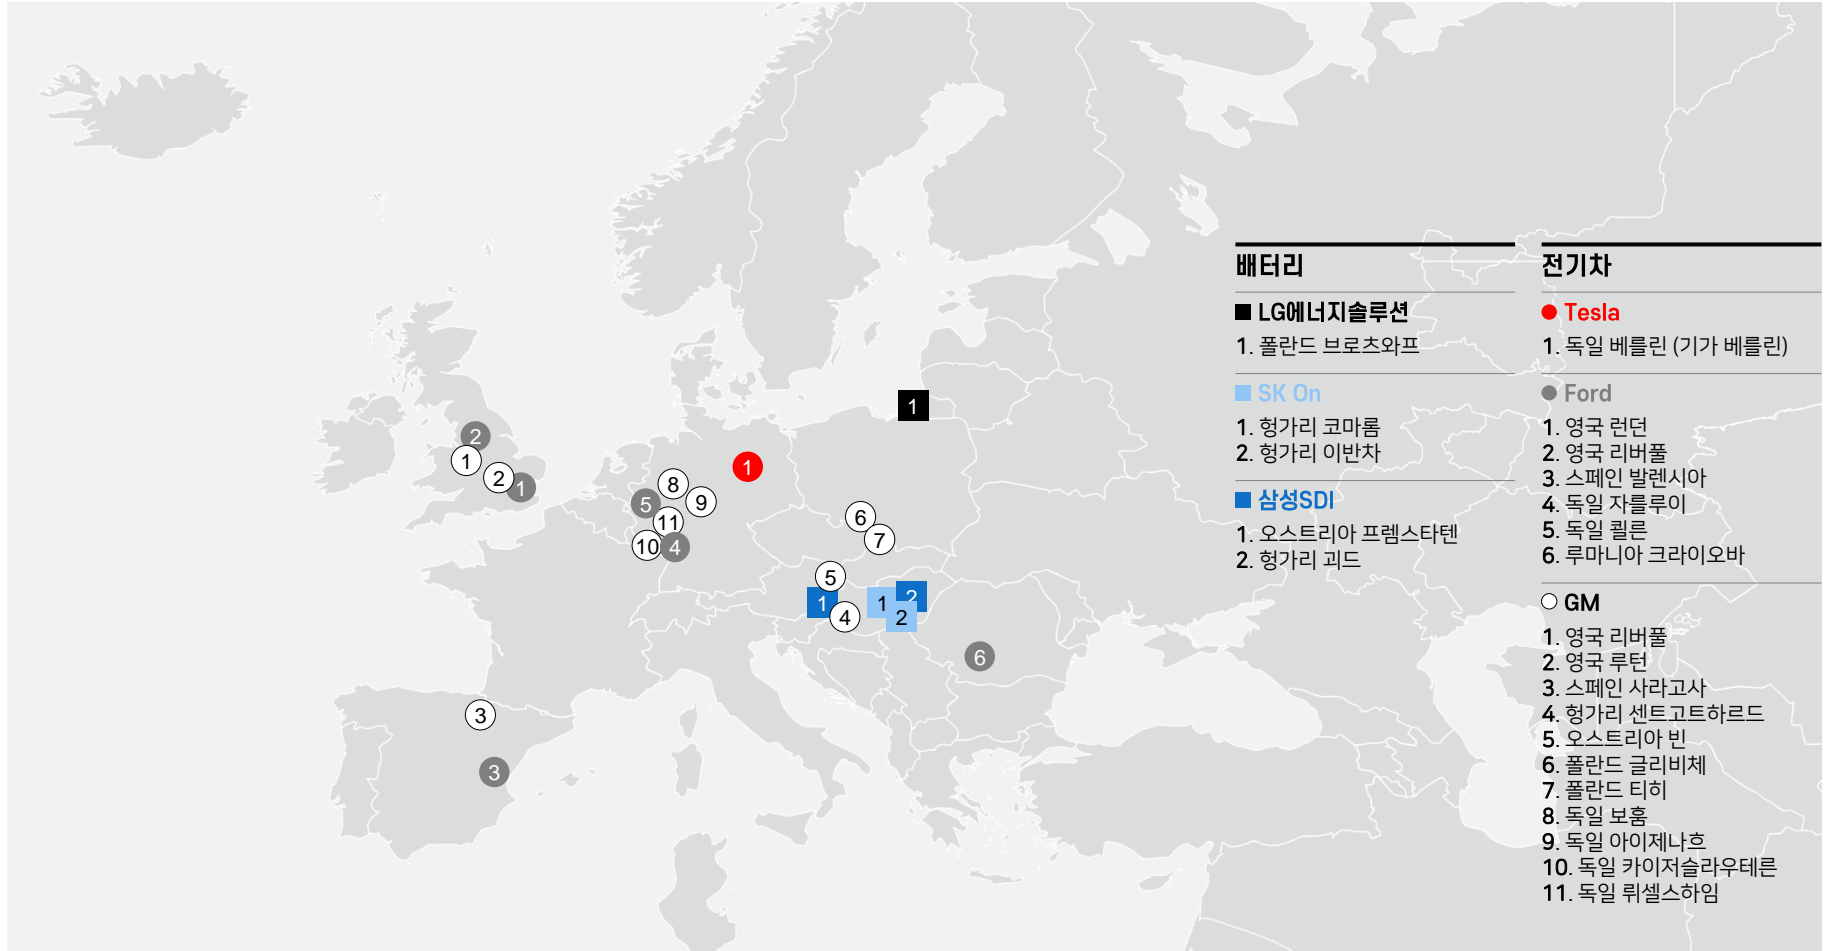 배터리
■ LG에너지솔루션
1. 폴란드 브로츠와프
■ SK On
1. 헝가리 코마롬
2. 헝가리 이반차
■ 삼성SDI
1. 오스트리아 프렘스타텐
2. 헝가리 괴드
전기차
● Tesla
1. 독일 베를린 (기가 베를린)
● Ford
1. 영국 런던
2. 영국 리버풀
3. 스페인 발렌시아
4. 독일 자를루이
5. 독일 쾰른
6. 루마니아 크라이오바
○ GM
1. 영국 리버풀
2. 영국 루턴
3. 스페인 사라고사
4. 헝가리 센트고트하르드
5. 오스트리아 빈
6. 폴란드 글리비체
7. 폴란드 티히
8. 독일 보훔
9. 독일 아이제나흐
10. 독일 카이저슬라우테른
11. 독일 뤼셀스하임
1
2
1
2
1
1
8
9
5
11
10
4
6
7
5
1
4
1
2
2
6
3
3